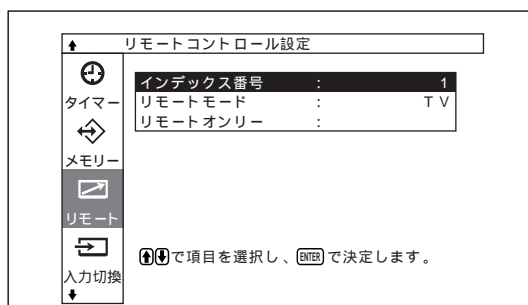 リモートコントロール設定
タイマー
メモリー
リモート
入力切換
インデックス番号 : 1
リモートモード : TV
リモートオンリー :
で項目を選択し、ENTERで決定します。